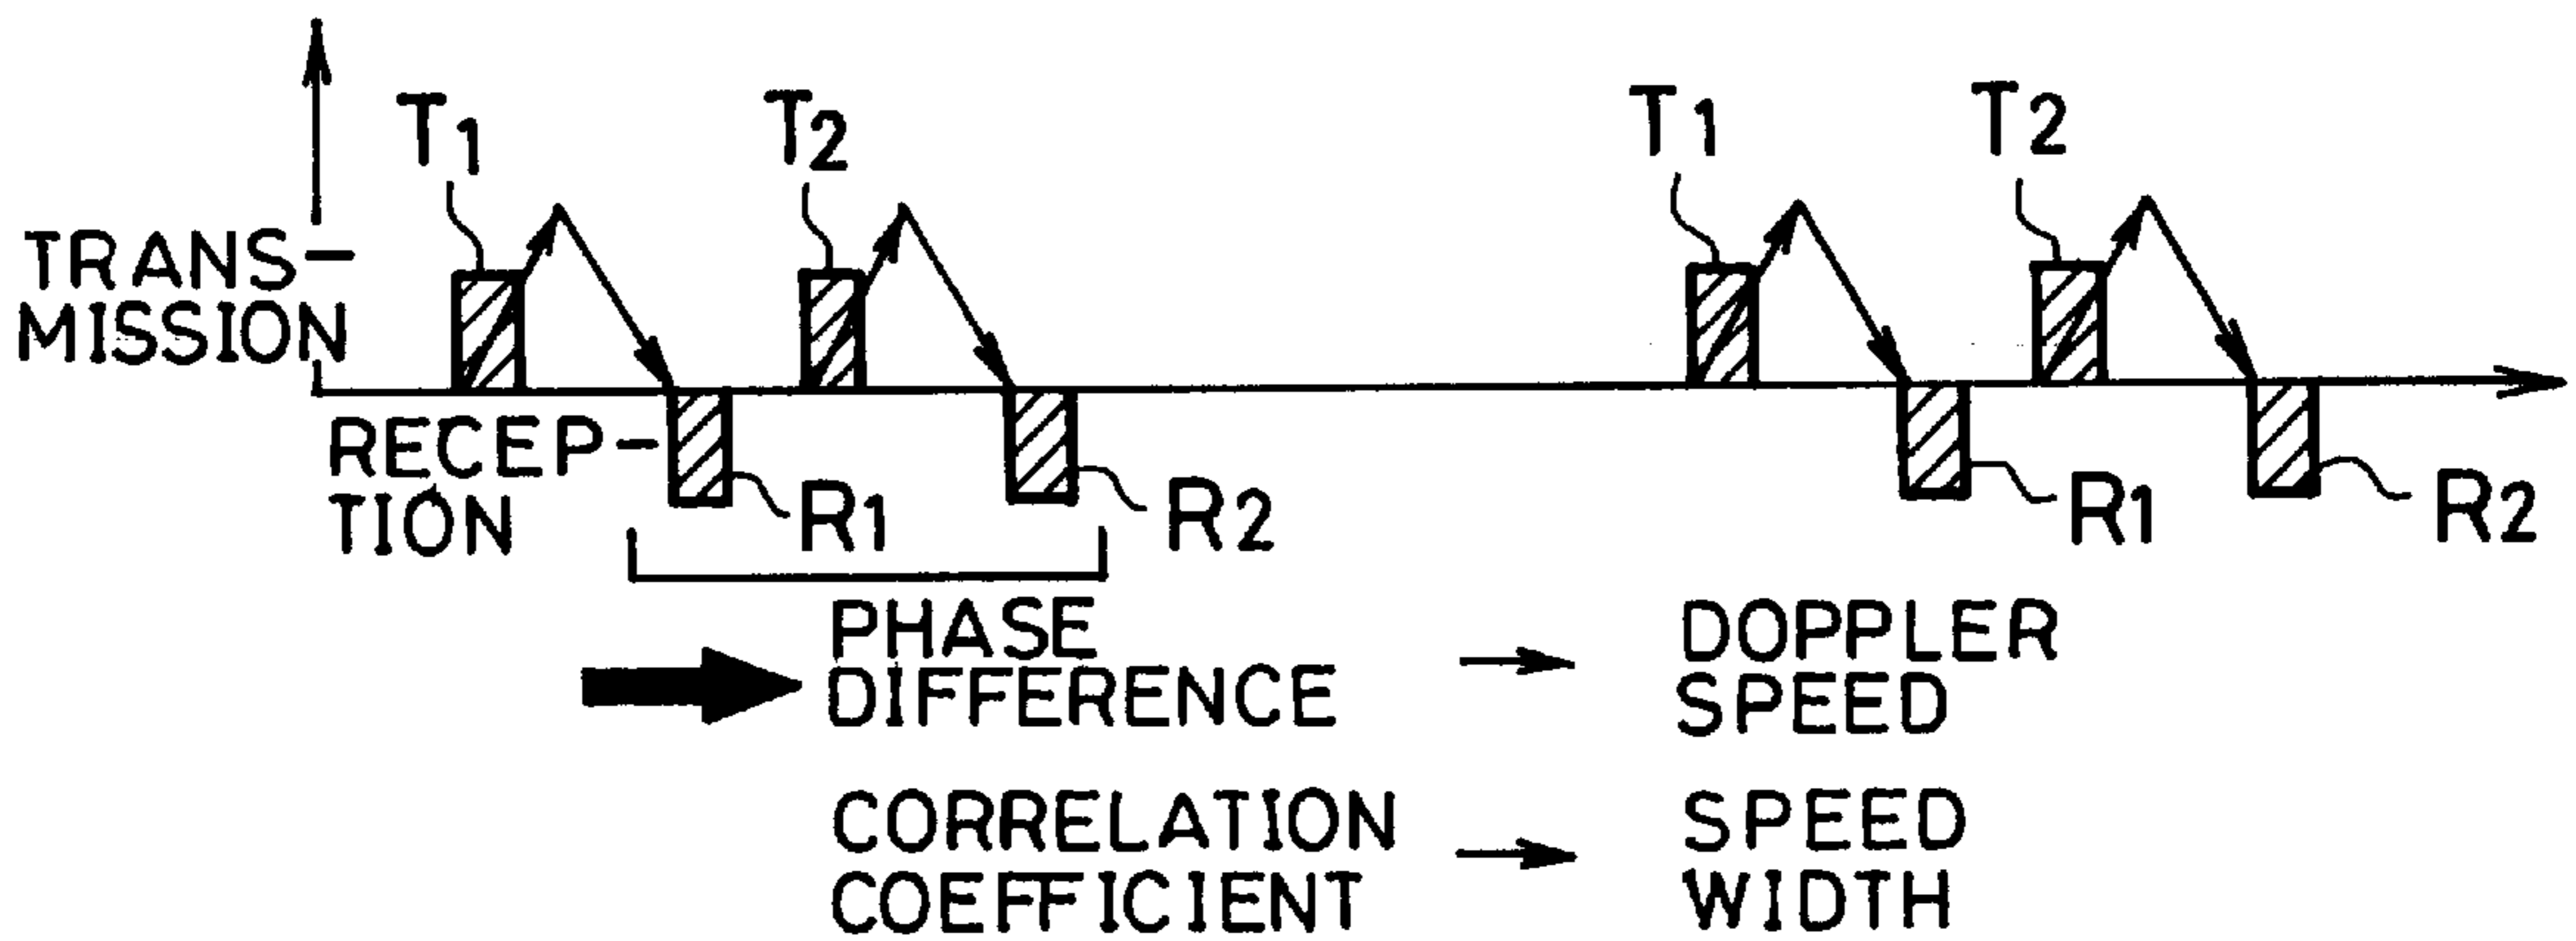 T1
T2
T1
T2
TRANS-
MISSION
RECEP-
TION
R1
R2
R1
R2
PHASE
DIFFERENCE
DOPPLER
SPEED
CORRELATION
COEFFICIENT
SPEED
WIDTH